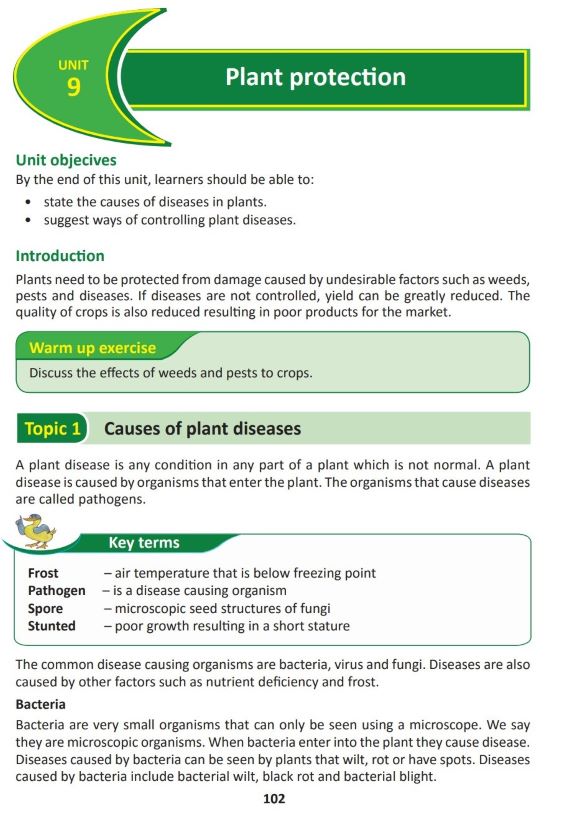 UNIT
9
Plant protection
Unit objecives
By the end of this unit, learners should be able to:
• state the causes of diseases in plants.
• suggest ways of controlling plant diseases.
Introduction
Plants need to be protected from damage caused by undesirable factors such as weeds,
pests and diseases. If diseases are not controlled, yield can be greatly reduced. The
quality of crops is also reduced resulting in poor products for the market.
Warm up exercise
Discuss the effects of weeds and pests to crops.
Topic 1 Causes of plant diseases
A plant disease is any condition in any part of a plant which is not normal. A plant
disease is caused by organisms that enter the plant. The organisms that cause diseases
are called pathogens.
Key terms
Frost – air temperature that is below freezing point
Pathogen – is a disease causing organism
Spore – microscopic seed structures of fungi
Stunted – poor growth resulting in a short stature
The common disease causing organisms are bacteria, virus and fungi. Diseases are also
caused by other factors such as nutrient deficiency and frost.
Bacteria
Bacteria are very small organisms that can only be seen using a microscope. We say
they are microscopic organisms. When bacteria enter into the plant they cause disease.
Diseases caused by bacteria can be seen by plants that wilt, rot or have spots. Diseases
caused by bacteria include bacterial wilt, black rot and bacterial blight.
102